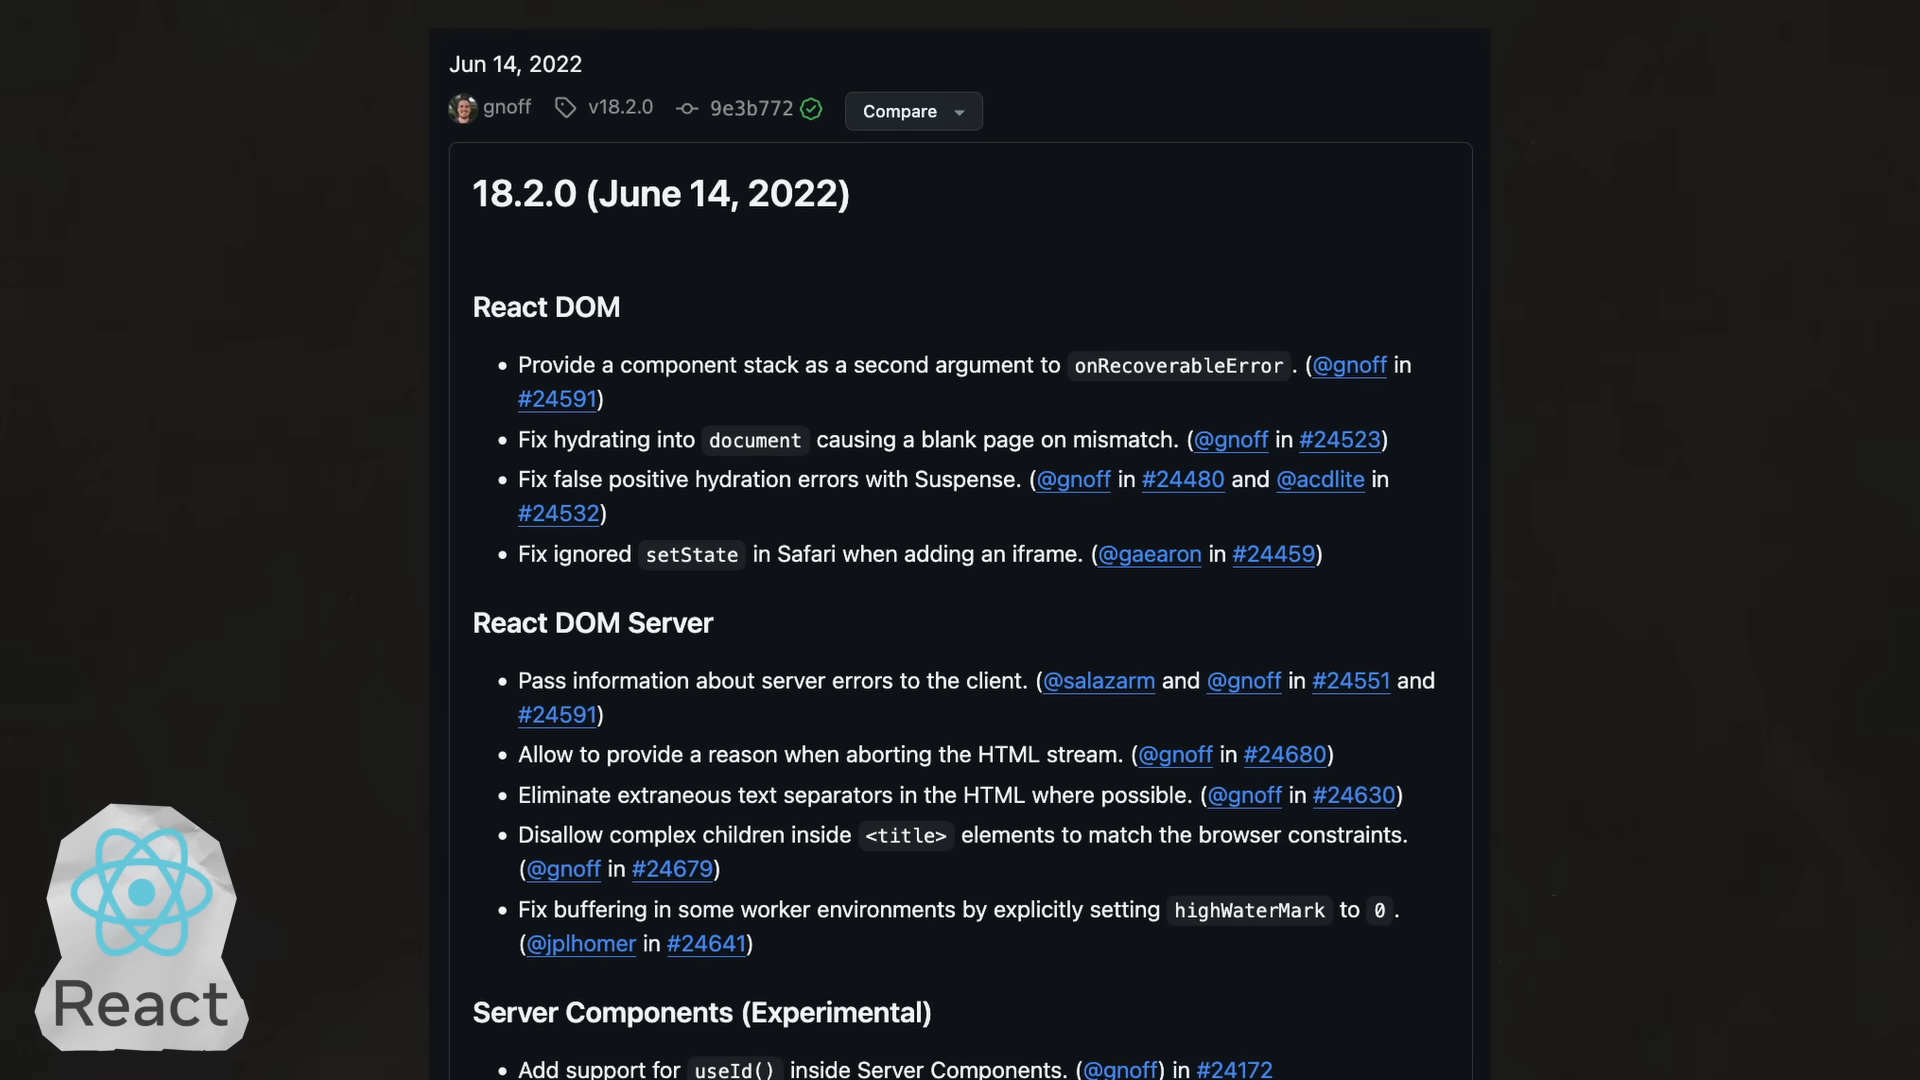 Jun 14, 2022
gnoff v18.2.0 9e3b772 Compare
18.2.0 (June 14, 2022)
React DOM
• Provide a component stack as a second argument to onRecoverableError . (@gnoff in
#24591)
• Fix hydrating into document causing a blank page on mismatch. (@gnoff in #24523)
• Fix false positive hydration errors with Suspense. (@gnoff in #24480 and @acdlite in
#24532)
• Fix ignored setState in Safari when adding an iframe. (@gaearon in #24459)
React DOM Server
• Pass information about server errors to the client. (@salazarm and @gnoff in #24551 and
#24591)
• Allow to provide a reason when aborting the HTML stream. (@gnoff in #24680)
• Eliminate extraneous text separators in the HTML where possible. (@gnoff in #24630)
• Disallow complex children inside <title> elements to match the browser constraints.
(@gnoff in #24679)
• Fix buffering in some worker environments by explicitly setting highWaterMark to 0 .
(@jplhomer in #24641)
Server Components (Experimental)
• Add support for useId() inside Server Components. (@gnoff) in #24172
React